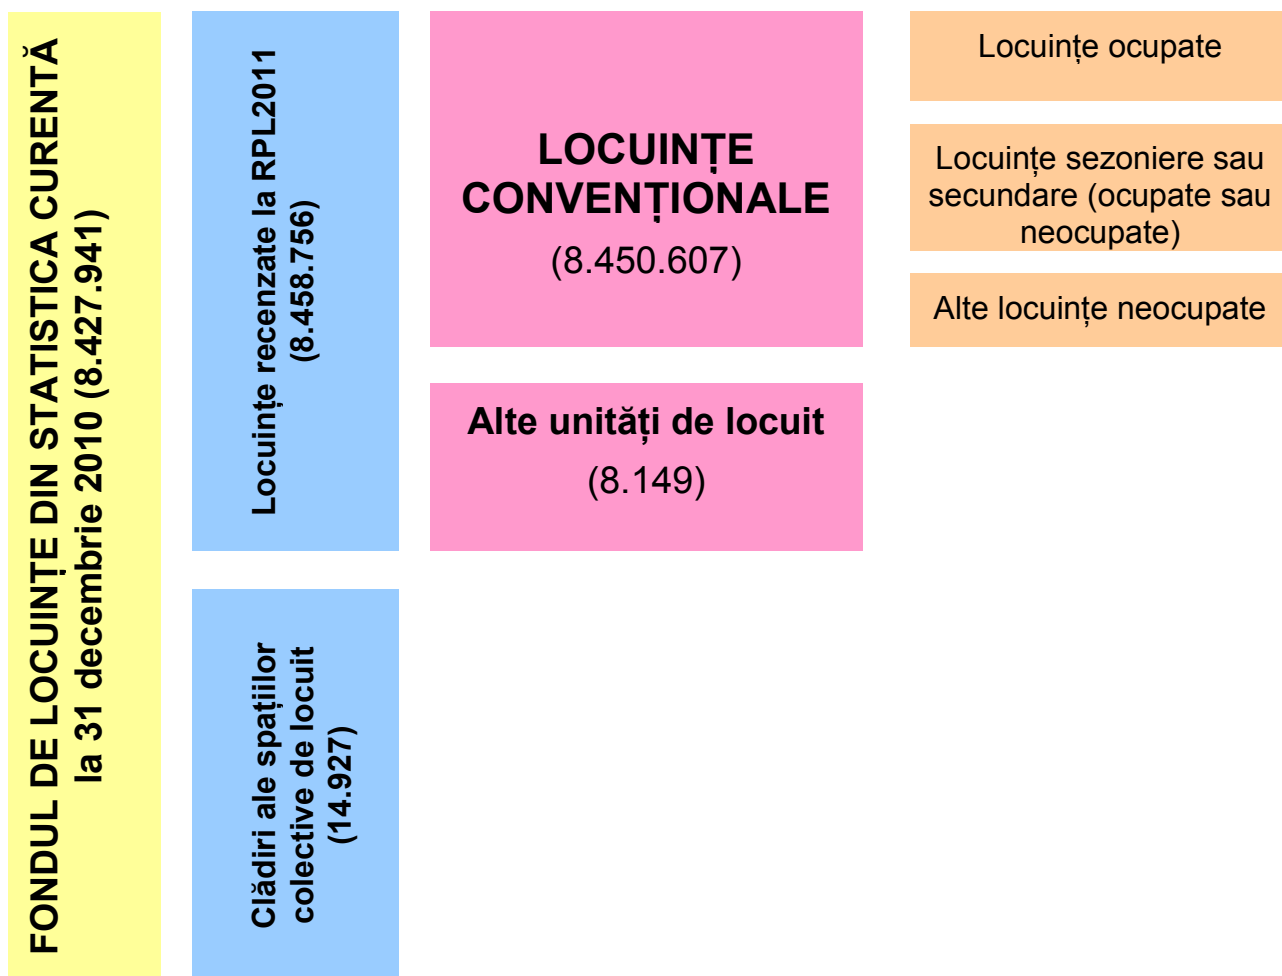 FONDUL DE LOCUINȚE DIN STATISTICA CURENTĂ
la 31 decembrie 2010 (8.427.941)
Locuințe recenzate la RPL2011
(8.458.756)
Clădiri ale spațiilor
colective de locuit
(14.927)
LOCUINȚE
CONVENȚIONALE
(8.450.607)
Alte unități de locuit
(8.149)
Locuințe ocupate
Locuințe sezoniere sau
secundare (ocupate sau
neocupate)
Alte locuințe neocupate